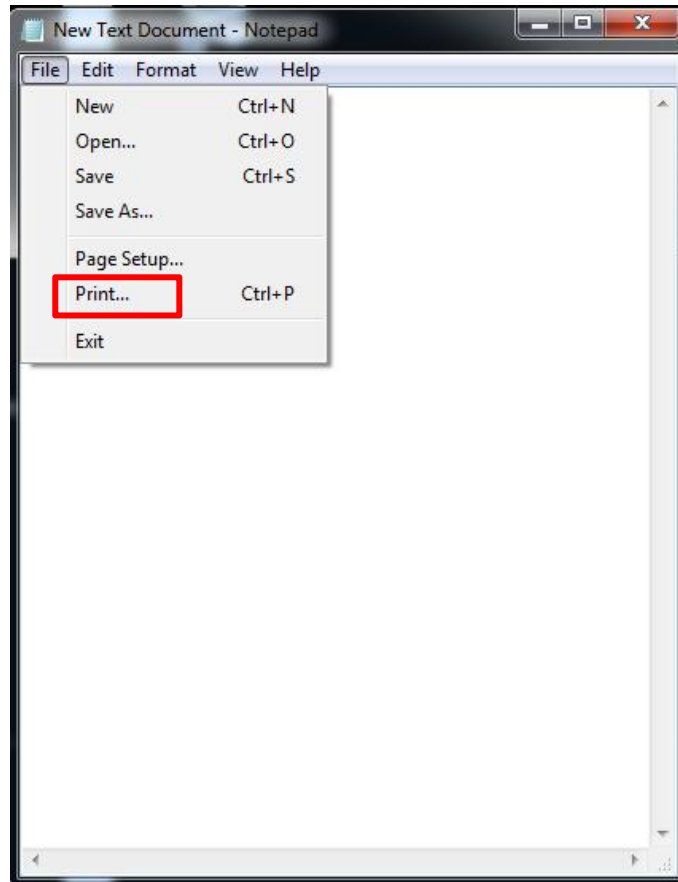 New Text Document - Notepad
File Edit Format View Help
New Ctrl+N
Open... Ctrl+O
Save Ctrl+S
Save As...
Page Setup...
Print... Ctrl+P
Exit